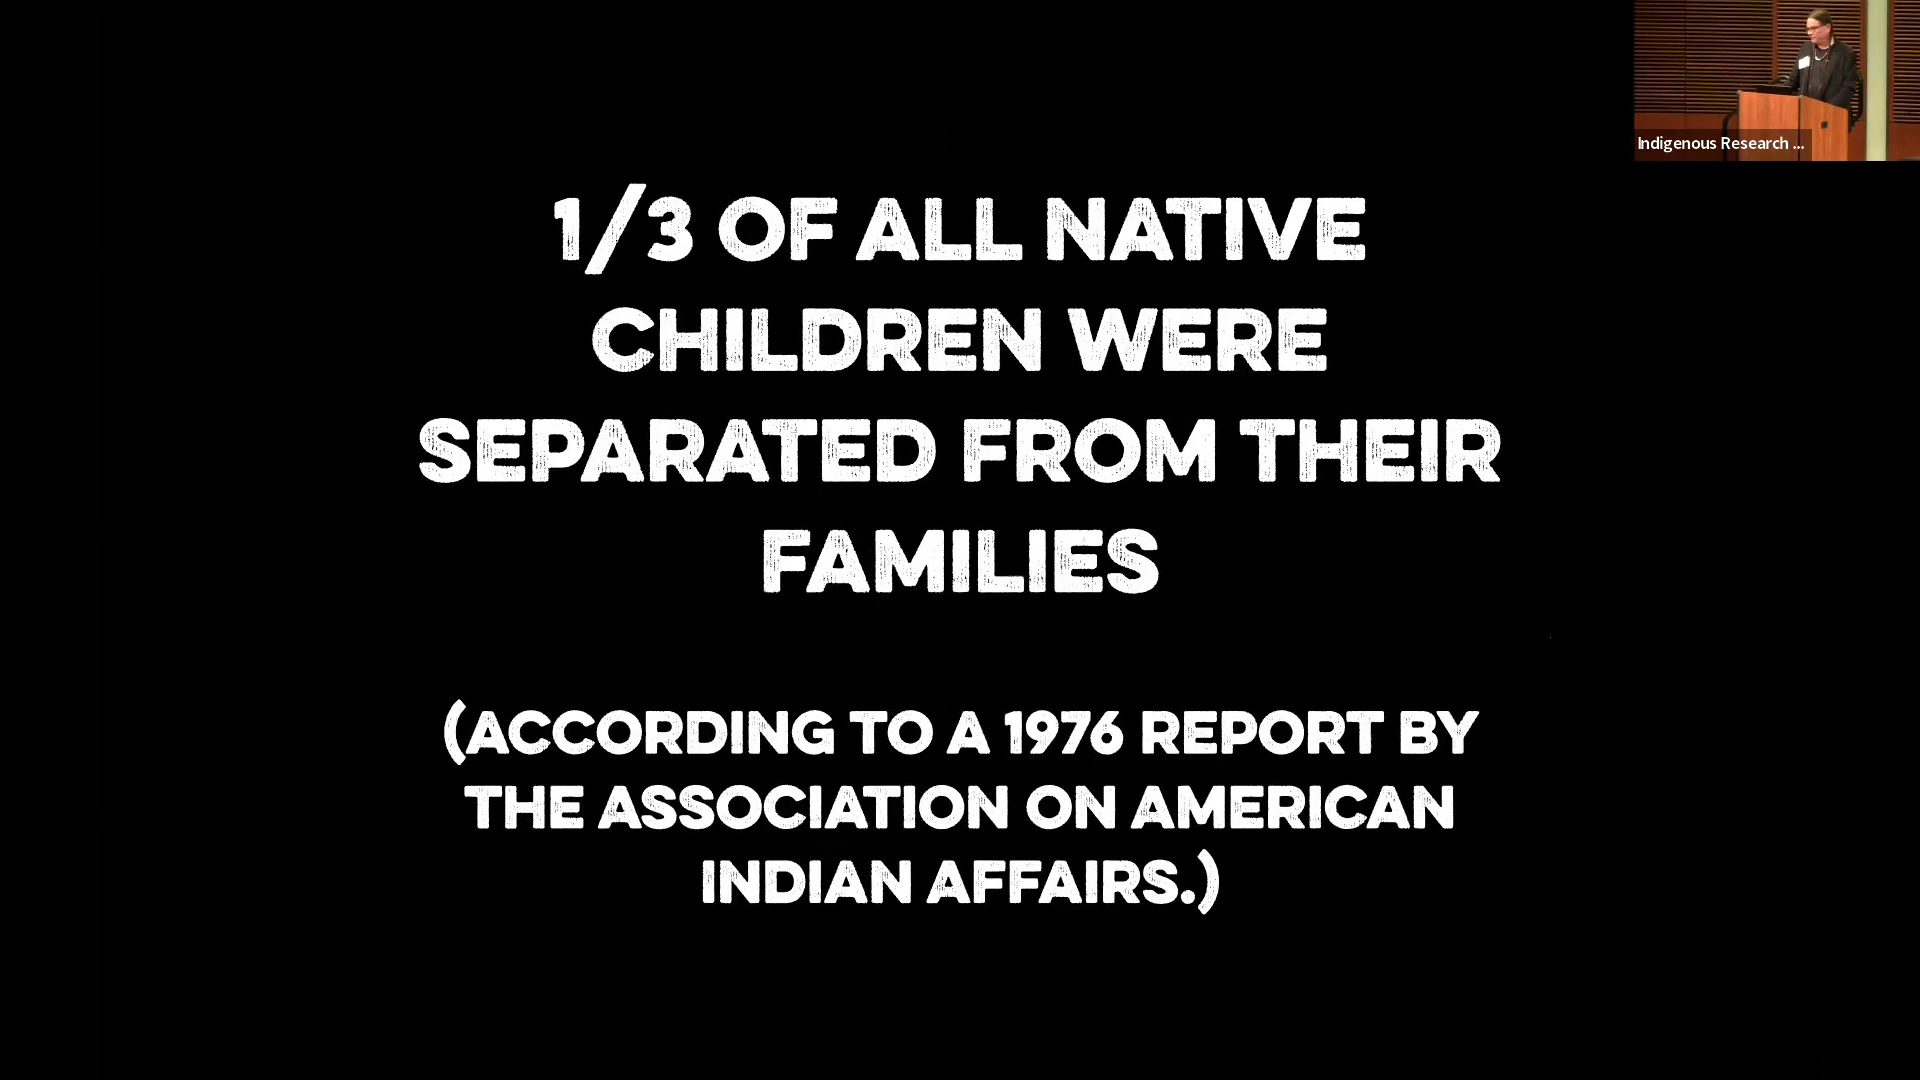 Indigenous Research ...
1/3 OF ALL NATIVE
CHILDREN WERE
SEPARATED FROM THEIR
FAMILIES
(ACCORDING TO A 1976 REPORT BY
THE ASSOCIATION ON AMERICAN
INDIAN AFFAIRS.)